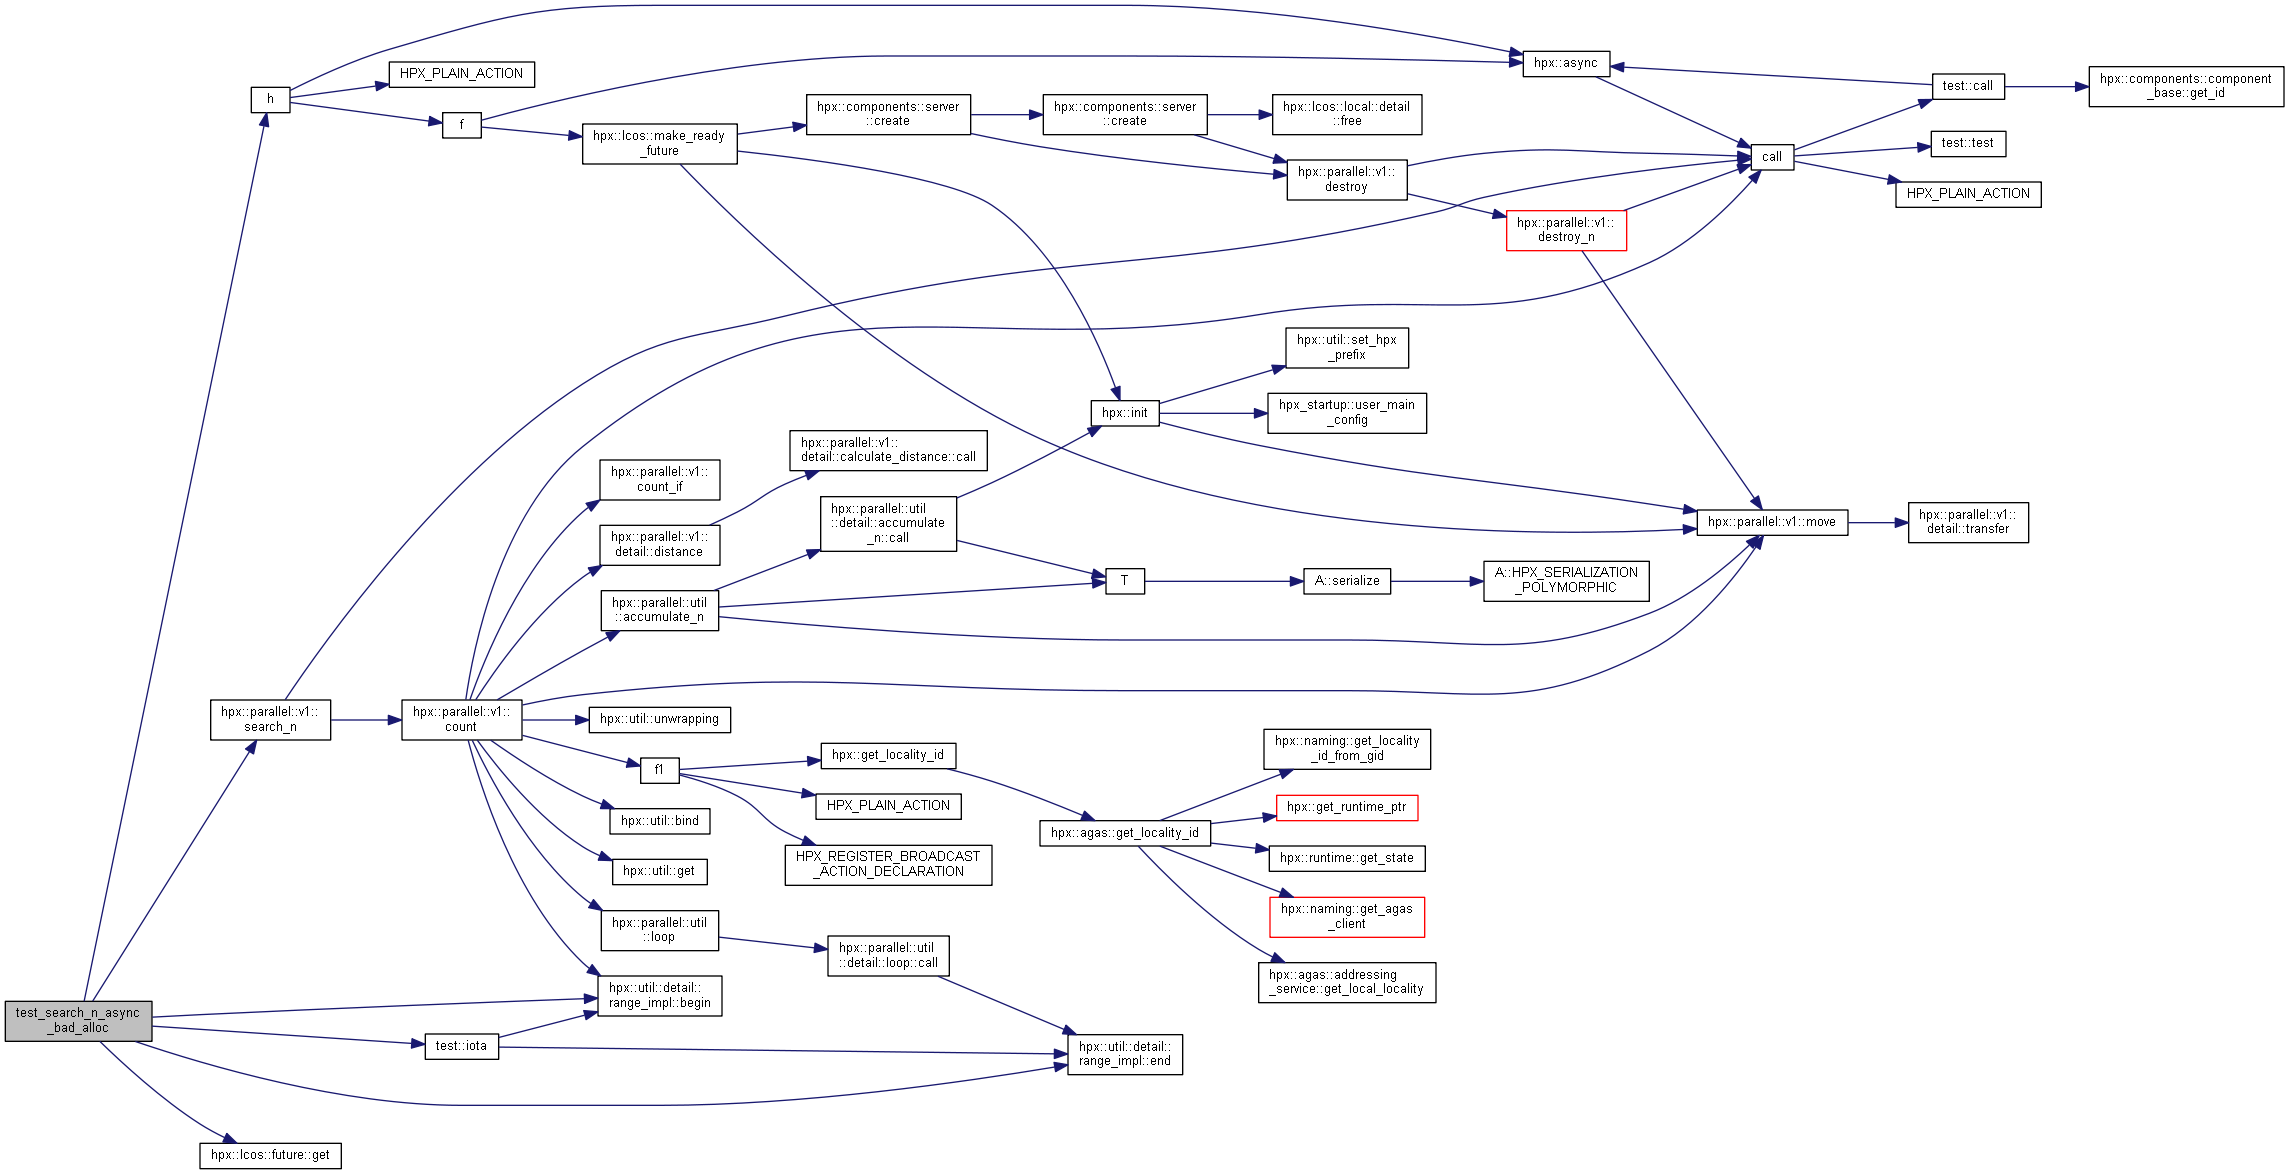 test_search_n_async
_bad_alloc
h
HPX_PLAIN_ACTION
f
hpx::lcos::make_ready
_future
hpx::components::server
::create
hpx::components::server
::create
hpx::lcos::local::detail
::free
hpx::parallel::v1::
destroy
hpx::parallel::v1::
destroy_n
hpx::async
call
test::call
hpx::components::component
_base::get_id
test::test
HPX_PLAIN_ACTION
hpx::init
hpx::util::set_hpx
_prefix
hpx_startup::user_main
_config
hpx::parallel::v1::move
hpx::parallel::v1::
detail::transfer
hpx::parallel::v1::
search_n
hpx::parallel::v1::
count
hpx::parallel::v1::
count_if
hpx::parallel::v1::
detail::distance
hpx::parallel::v1::
detail::calculate_distance::call
hpx::parallel::util
::accumulate_n
hpx::parallel::util
::detail::accumulate
_n::call
T
A::serialize
A::HPX_SERIALIZATION
_POLYMORPHIC
hpx::util::unwrapping
f1
hpx::get_locality_id
HPX_PLAIN_ACTION
HPX_REGISTER_BROADCAST
_ACTION_DECLARATION
hpx::agas::get_locality_id
hpx::naming::get_locality
_id_from_gid
hpx::get_runtime_ptr
hpx::runtime::get_state
hpx::naming::get_agas
_client
hpx::agas::addressing
_service::get_local_locality
hpx::util::bind
hpx::util::get
hpx::parallel::util
::loop
hpx::parallel::util
::detail::loop::call
hpx::util::detail::
range_impl::begin
test::iota
hpx::util::detail::
range_impl::end
hpx::lcos::future::get